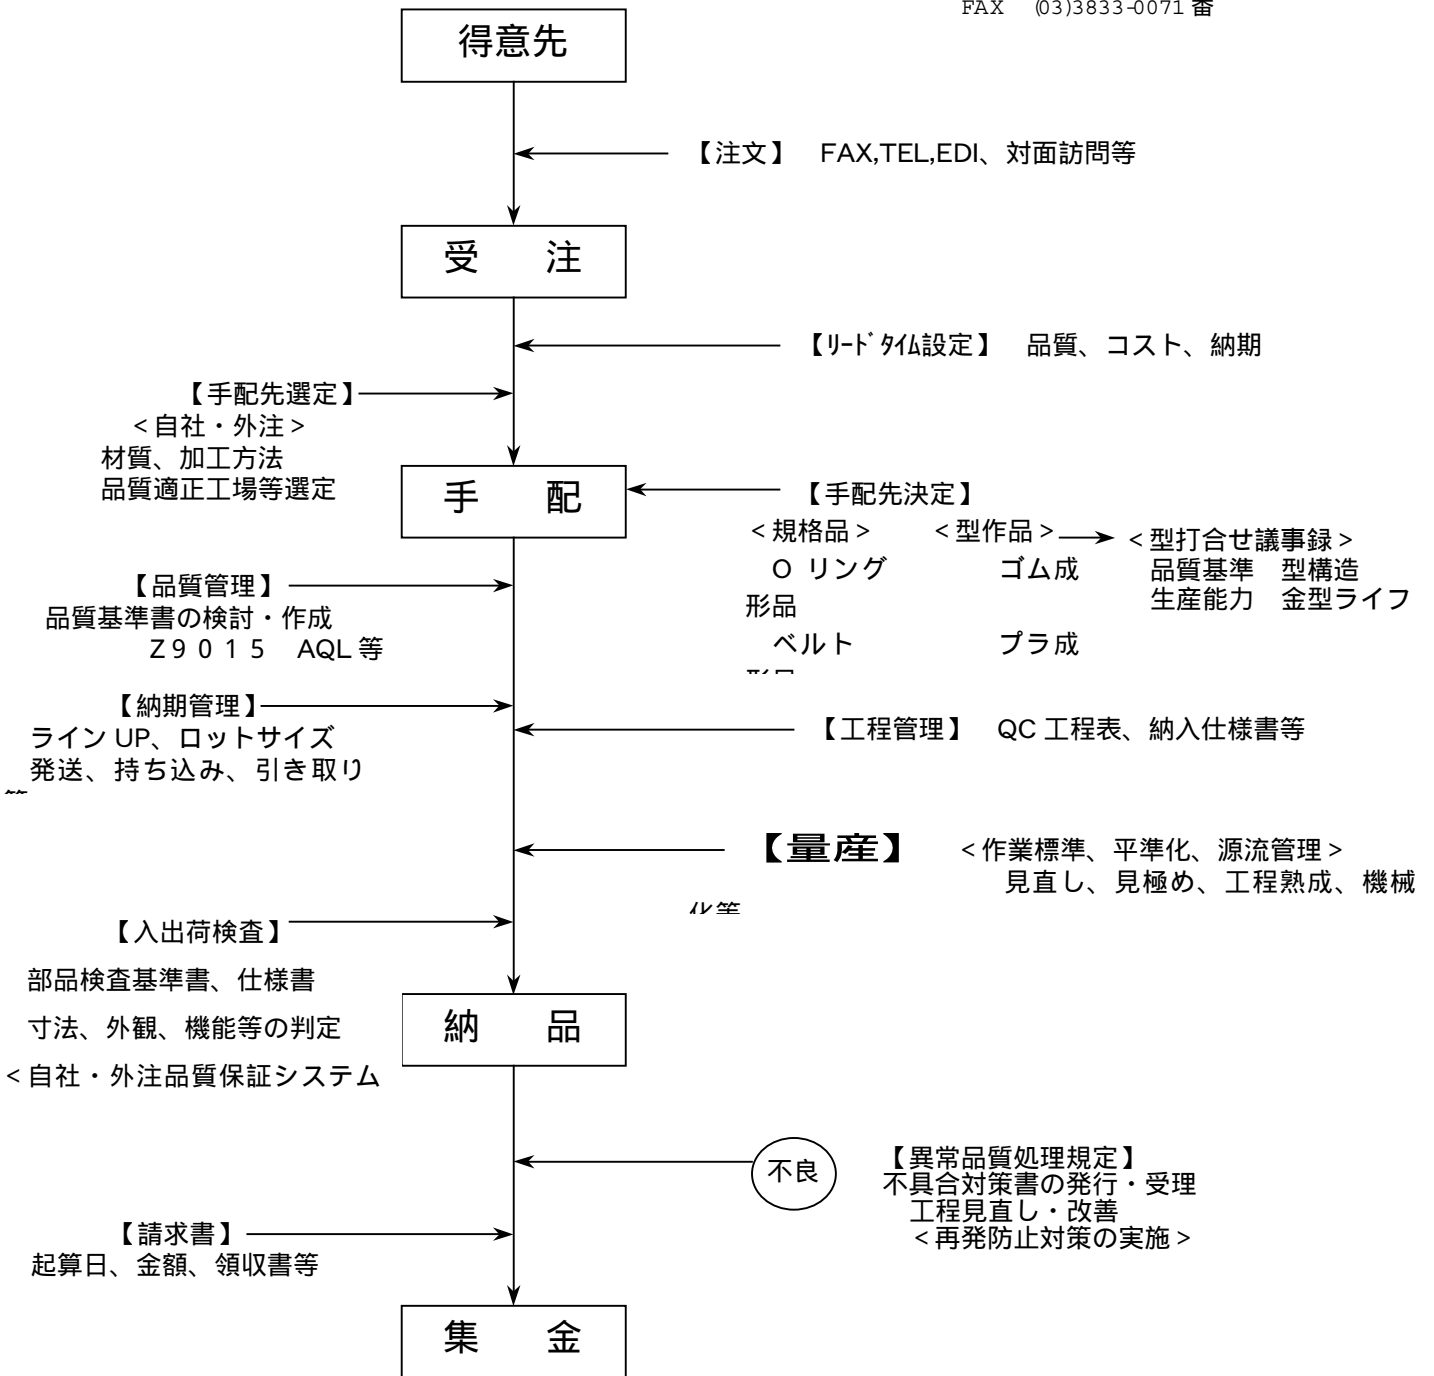 FAX (03)3833-0071番
得意先
【注文】 FAX,TEL,EDI、対面訪問等
受 注
【ﾘｰﾄﾞﾀｲﾑ設定】 品質、コスト、納期
【手配先選定】
<自社・外注>
材質、加工方法
品質適正工場等選定
手 配
【手配先決定】
<規格品> <型作品>
O リング ゴム成
形品
ベルト プラ成
形品
<型打合せ議事録>
品質基準 型構造
生産能力 金型ライフ
【品質管理】
品質基準書の検討・作成
Z9015 AQL等
【納期管理】
ラインUP、ロットサイズ
発送、持ち込み、引き取り
等
【工程管理】 QC工程表、納入仕様書等
【量産】 <作業標準、平準化、源流管理>
見直し、見極め、工程熟成、機械
化等
【入出荷検査】
部品検査基準書、仕様書
寸法、外観、機能等の判定
<自社・外注品質保証システム
納 品
不良
【異常品質処理規定】
不具合対策書の発行・受理
工程見直し・改善
<再発防止対策の実施>
【請求書】
起算日、金額、領収書等
集 金